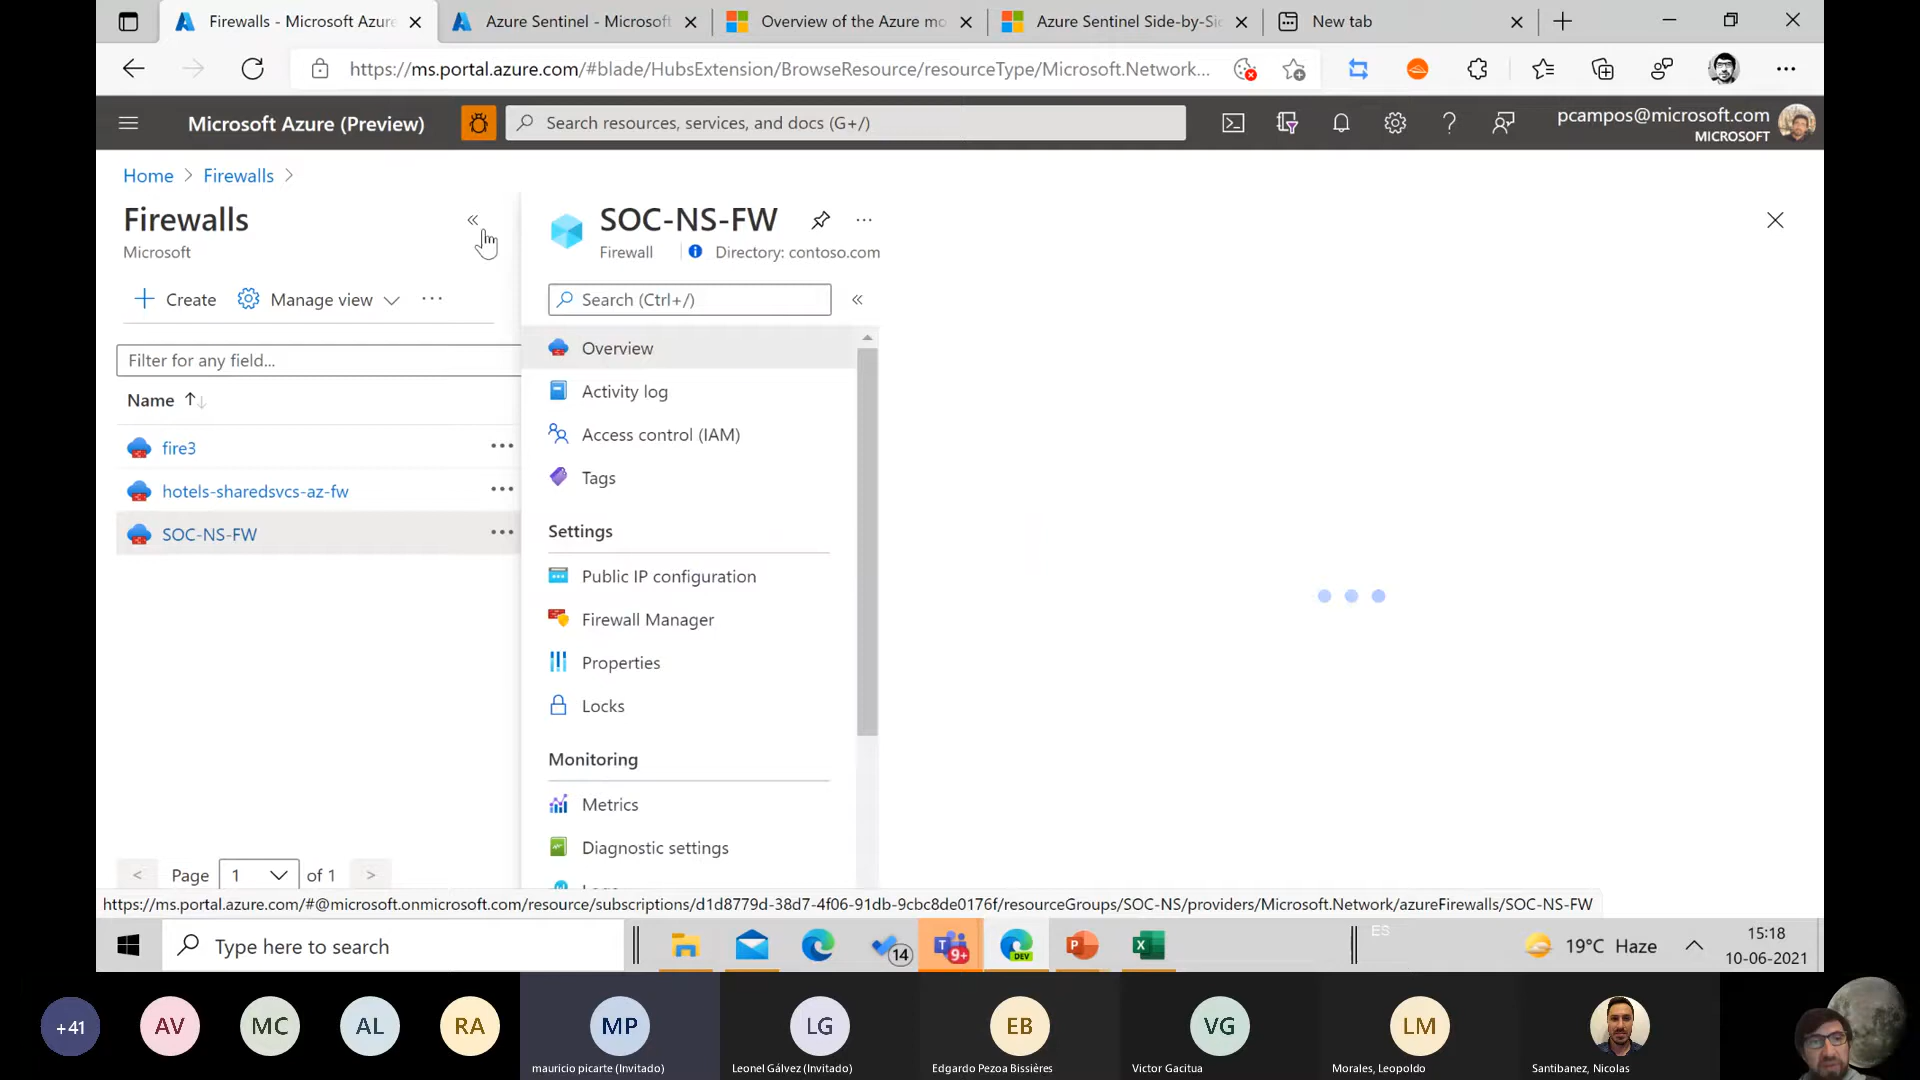 Firewalls - Microsoft Azure
Azure Sentinel - Microsoft
Overview of the Azure mo
Azure Sentinel Side-by-Si
New tab
https://ms.portal.azure.com/#blade/HubsExtension/BrowseResource/resourceType/Microsoft.Network...
Microsoft Azure (Preview)
Search resources, services, and docs (G+/)
pcampos@microsoft.com
MICROSOFT
Home > Firewalls >
Firewalls
Microsoft
SOC-NS-FW
Firewall
Directory: contoso.com
Create
Manage view
Search (Ctrl+/)
Filter for any field...
Name
fire3
hotels-sharedsvcs-az-fw
SOC-NS-FW
Overview
Activity log
Access control (IAM)
Tags
Settings
Public IP configuration
Firewall Manager
Properties
Locks
Monitoring
Metrics
Diagnostic settings
< Page 1 of 1 >
https://ms.portal.azure.com/#@microsoft.onmicrosoft.com/resource/subscriptions/d1d8779d-38d7-4f06-91db-9cbc8de0176f/resourceGroups/SOC-NS/providers/Microsoft.Network/azureFirewalls/SOC-NS-FW
Type here to search
14
9+
DEV
ES
19°C Haze
15:18
10-06-2021
+41
AV
MC
AL
RA
MP
LG
EB
VG
LM
mauricio picarte (Invitado)
Leonel Gálvez (Invitado)
Edgardo Pezoa Bissières
Victor Gacitua
Morales, Leopoldo
Santibanez, Nicolas